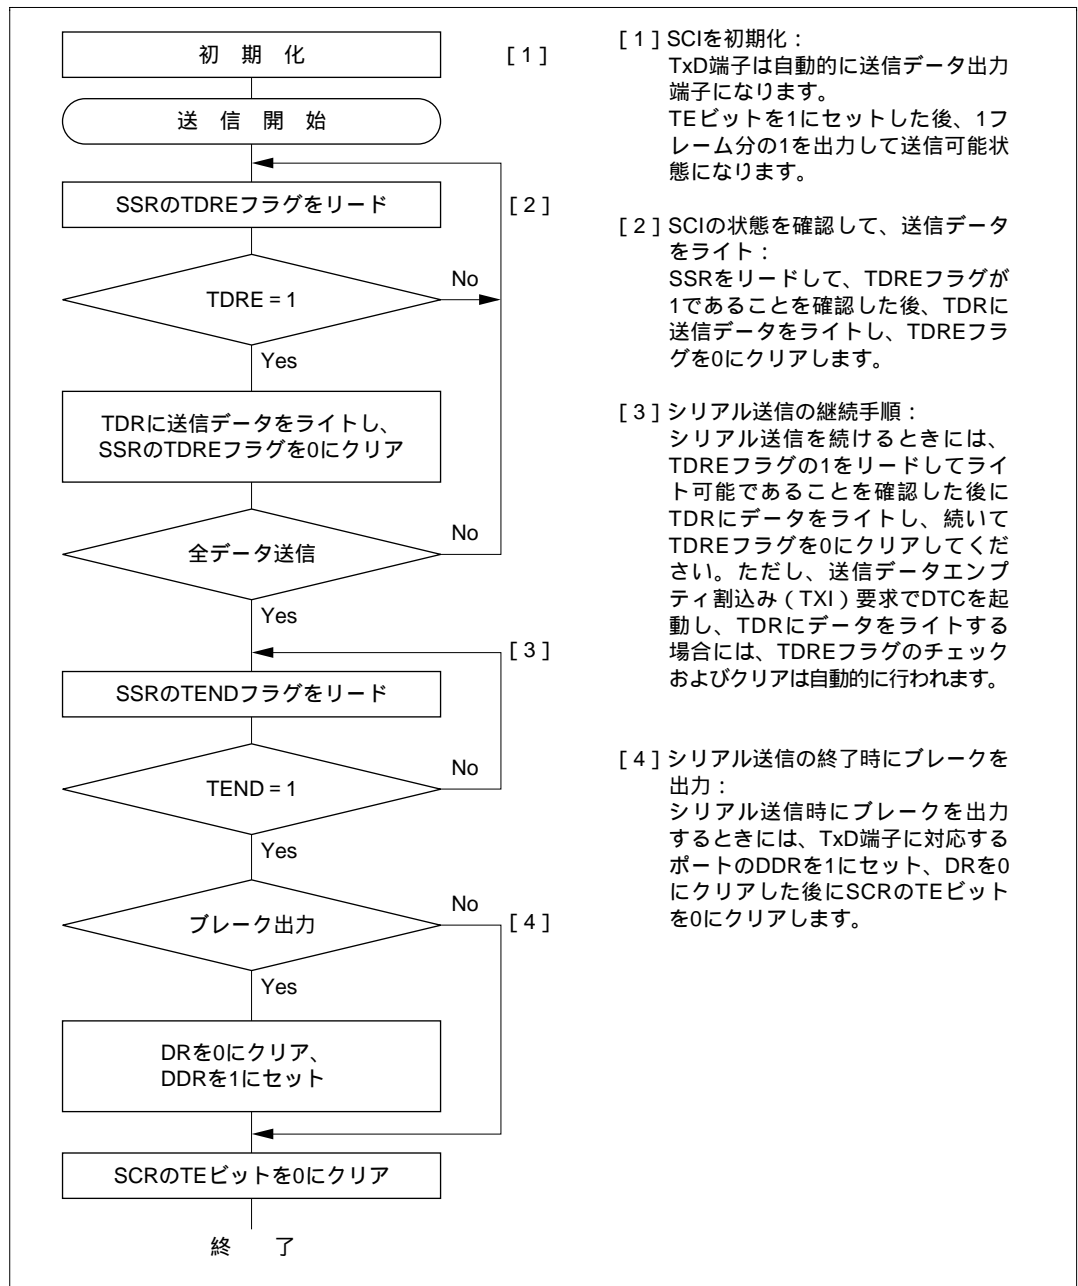 初 期 化
[1]
送 信 開 始
SSRのTDREフラグをリード
[2]
TDRE = 1
No
Yes
TDRに送信データをライトし、
SSRのTDREフラグを0にクリア
全データ送信
No
Yes
[3]
SSRのTENDフラグをリード
TEND = 1
No
Yes
ブレーク出力
No
[4]
Yes
DRを0にクリア、
DDRを1にセット
SCRのTEビットを0にクリア
終 了
[1] SCIを初期化:
TxD端子は自動的に送信データ出力
端子になります。
TEビットを1にセットした後、1フ
レーム分の1を出力して送信可能状
態になります。
[2] SCIの状態を確認して、送信データ
をライト:
SSRをリードして、TDREフラグが
1であることを確認した後、TDRに
送信データをライトし、TDREフラ
グを0にクリアします。
[3] シリアル送信の継続手順:
シリアル送信を続けるときには、
TDREフラグの1をリードしてライ
ト可能であることを確認した後に
TDRにデータをライトし、続いて
TDREフラグを0にクリアしてくだ
さい。ただし、送信データエンプ
ティ割込み(TXI)要求でDTCを起
動し、TDRにデータをライトする
場合には、TDREフラグのチェック
およびクリアは自動的に行われます。
[4] シリアル送信の終了時にブレークを
出力:
シリアル送信時にブレークを出力
するときには、TxD端子に対応する
ポートのDDRを1にセット、DRを0
にクリアした後にSCRのTEビット
を0にクリアします。